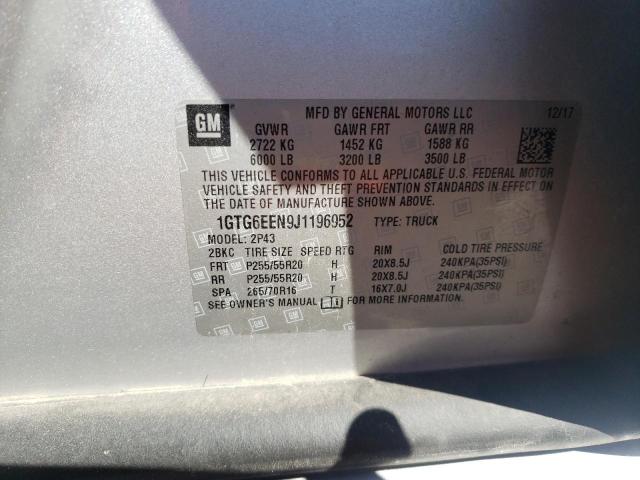 GM
MFD BY GENERAL MOTORS LLC 12/17
GVWR GAWR FRT GAWR RR
2722 KG 1452 KG 1588 KG
6000 LB 3200 LB 3500 LB
THIS VEHICLE CONFORMS TO ALL APPLICABLE U.S. FEDERAL MOTOR
VEHICLE SAFETY AND THEFT PREVENTION STANDARDS IN EFFECT ON
THE DATE OF MANUFACTURE SHOWN ABOVE.
1GTG6EEN9J1196952 TYPE: TRUCK
MODEL: 2P43
2BKC TIRE SIZE SPEED RTG RIM COLD TIRE PRESSURE
FRT P255/55R20 H 20X8.5J 240KPA(35PSI)
RR P255/55R20 H 20X8.5J 240KPA(35PSI)
SPA 265/70R16 T 16X7.0J 240KPA(35PSI)
SEE OWNER'S MANUAL FOR MORE INFORMATION.